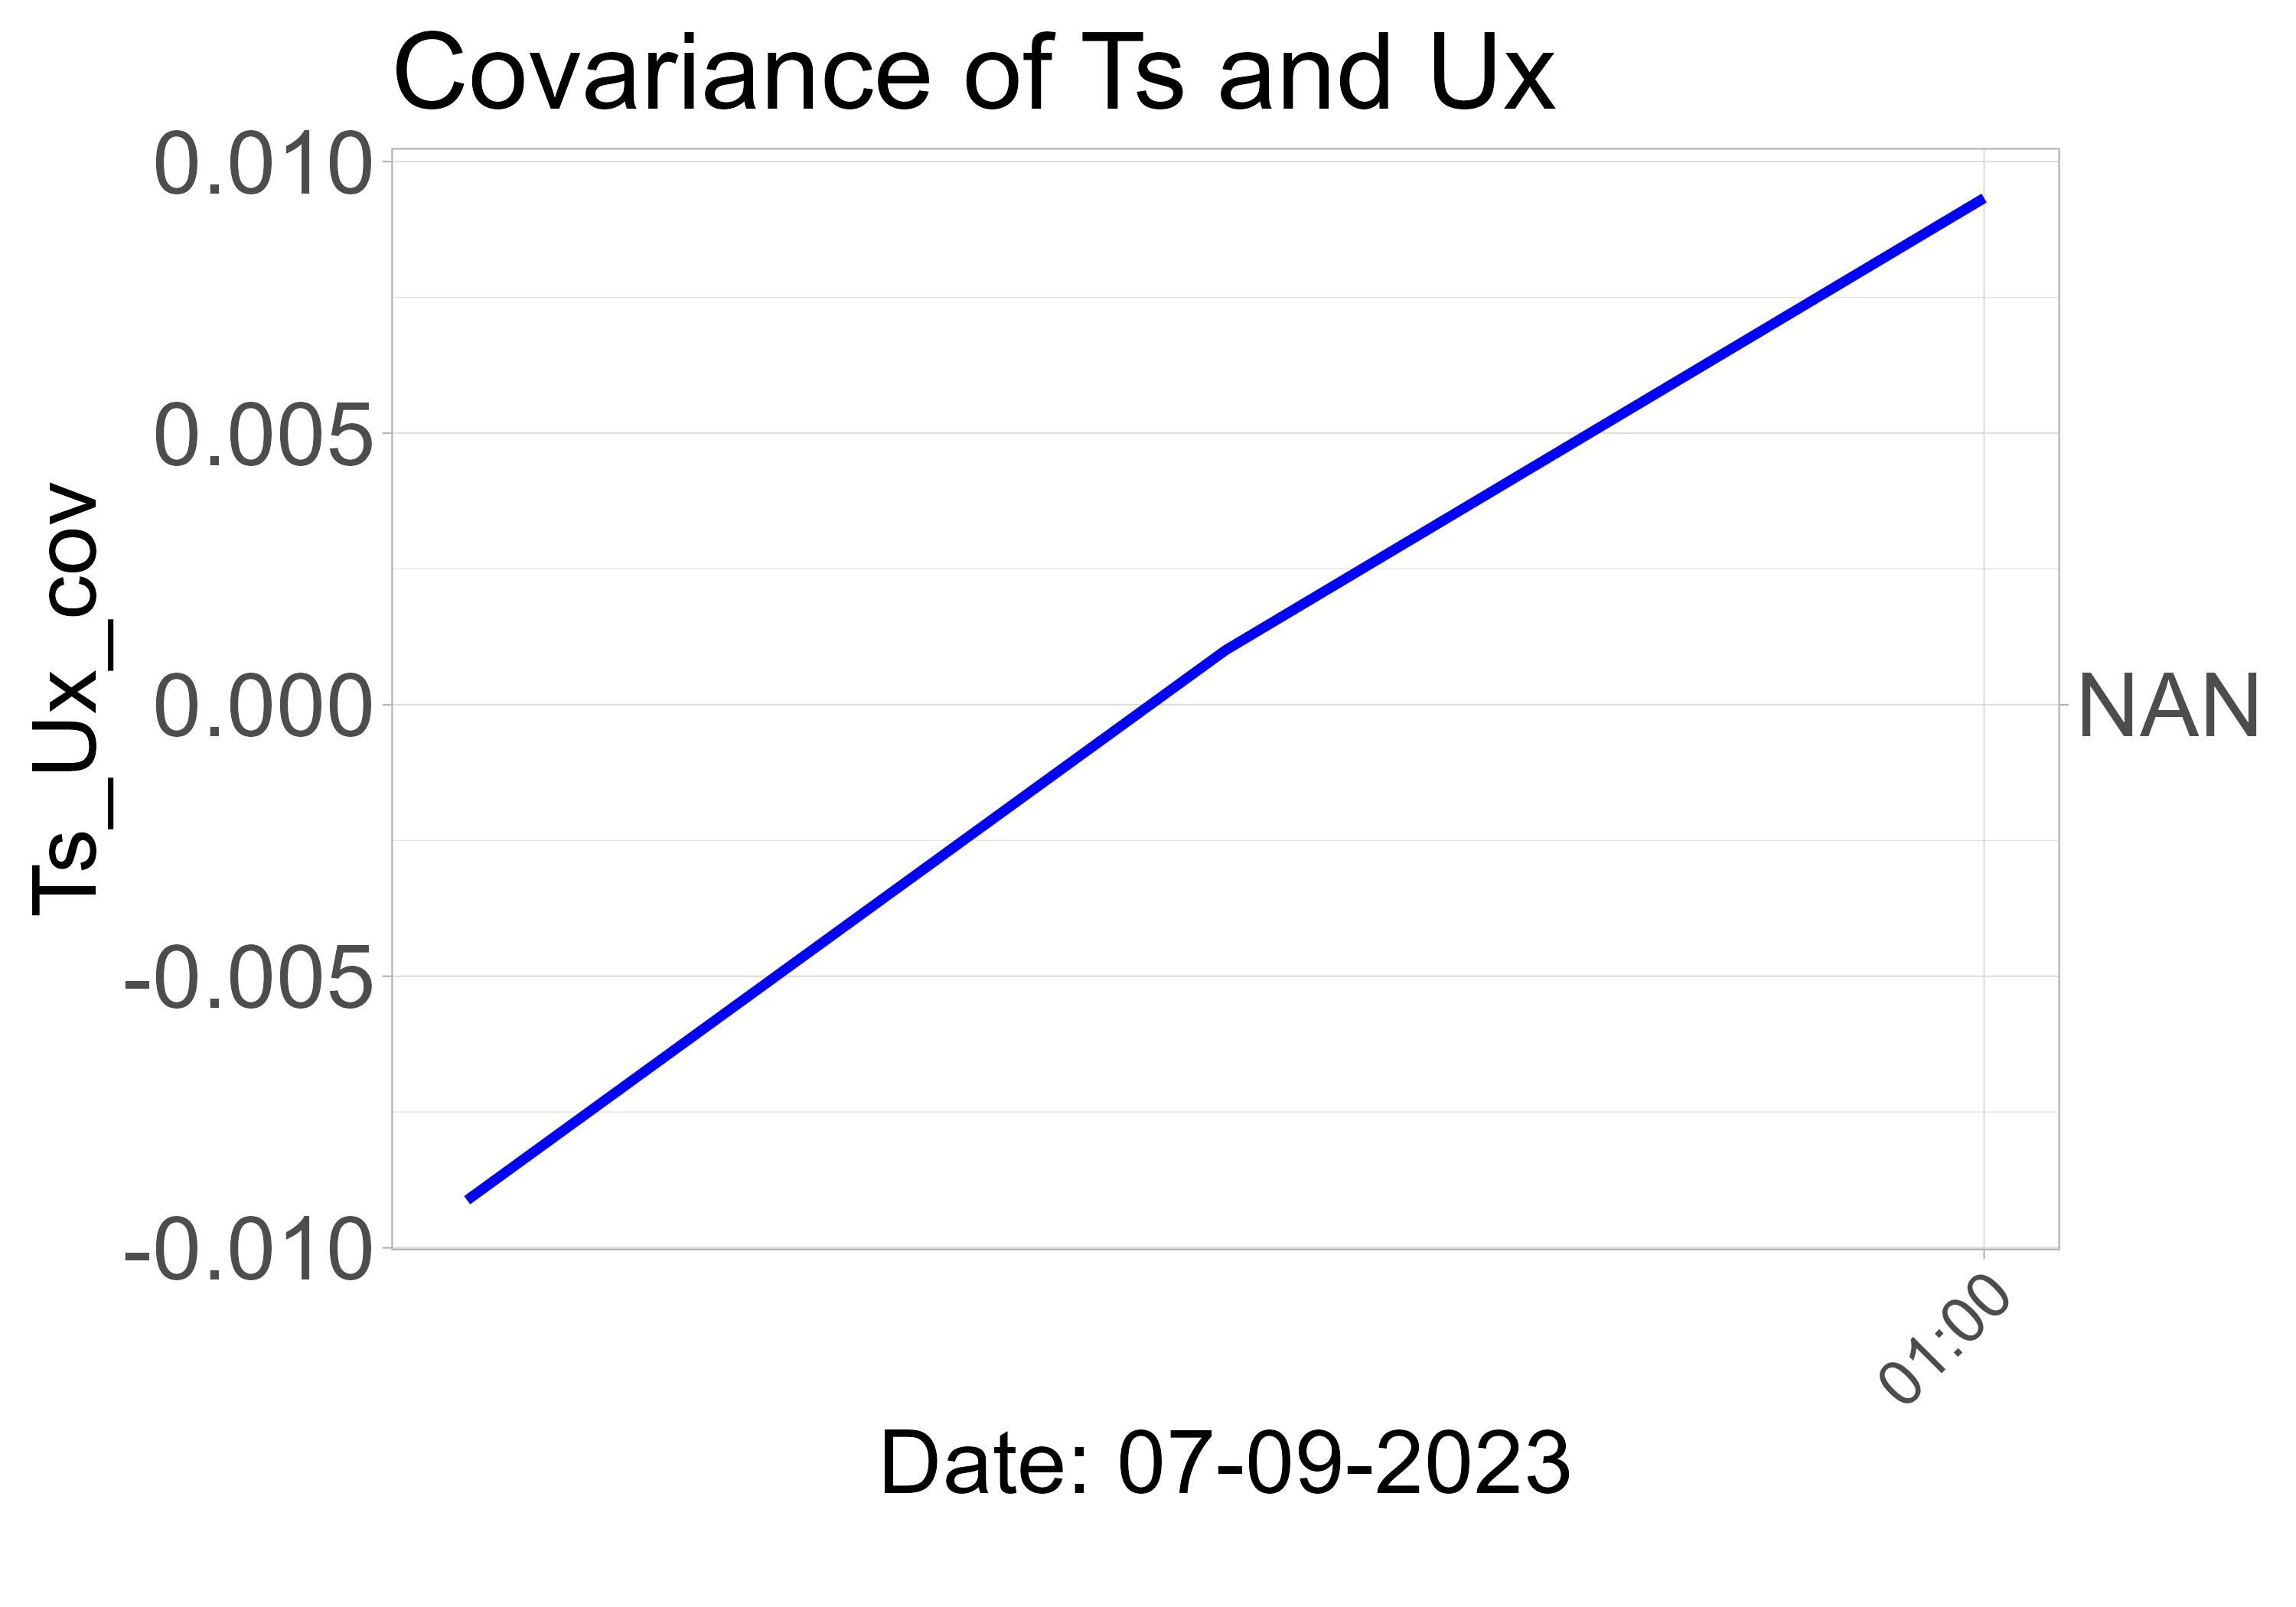 Covariance of Ts and Ux
Ts_Ux_cov
0.010
0.005
0.000
-0.005
-0.010
NAN
01:00
Date: 07-09-2023